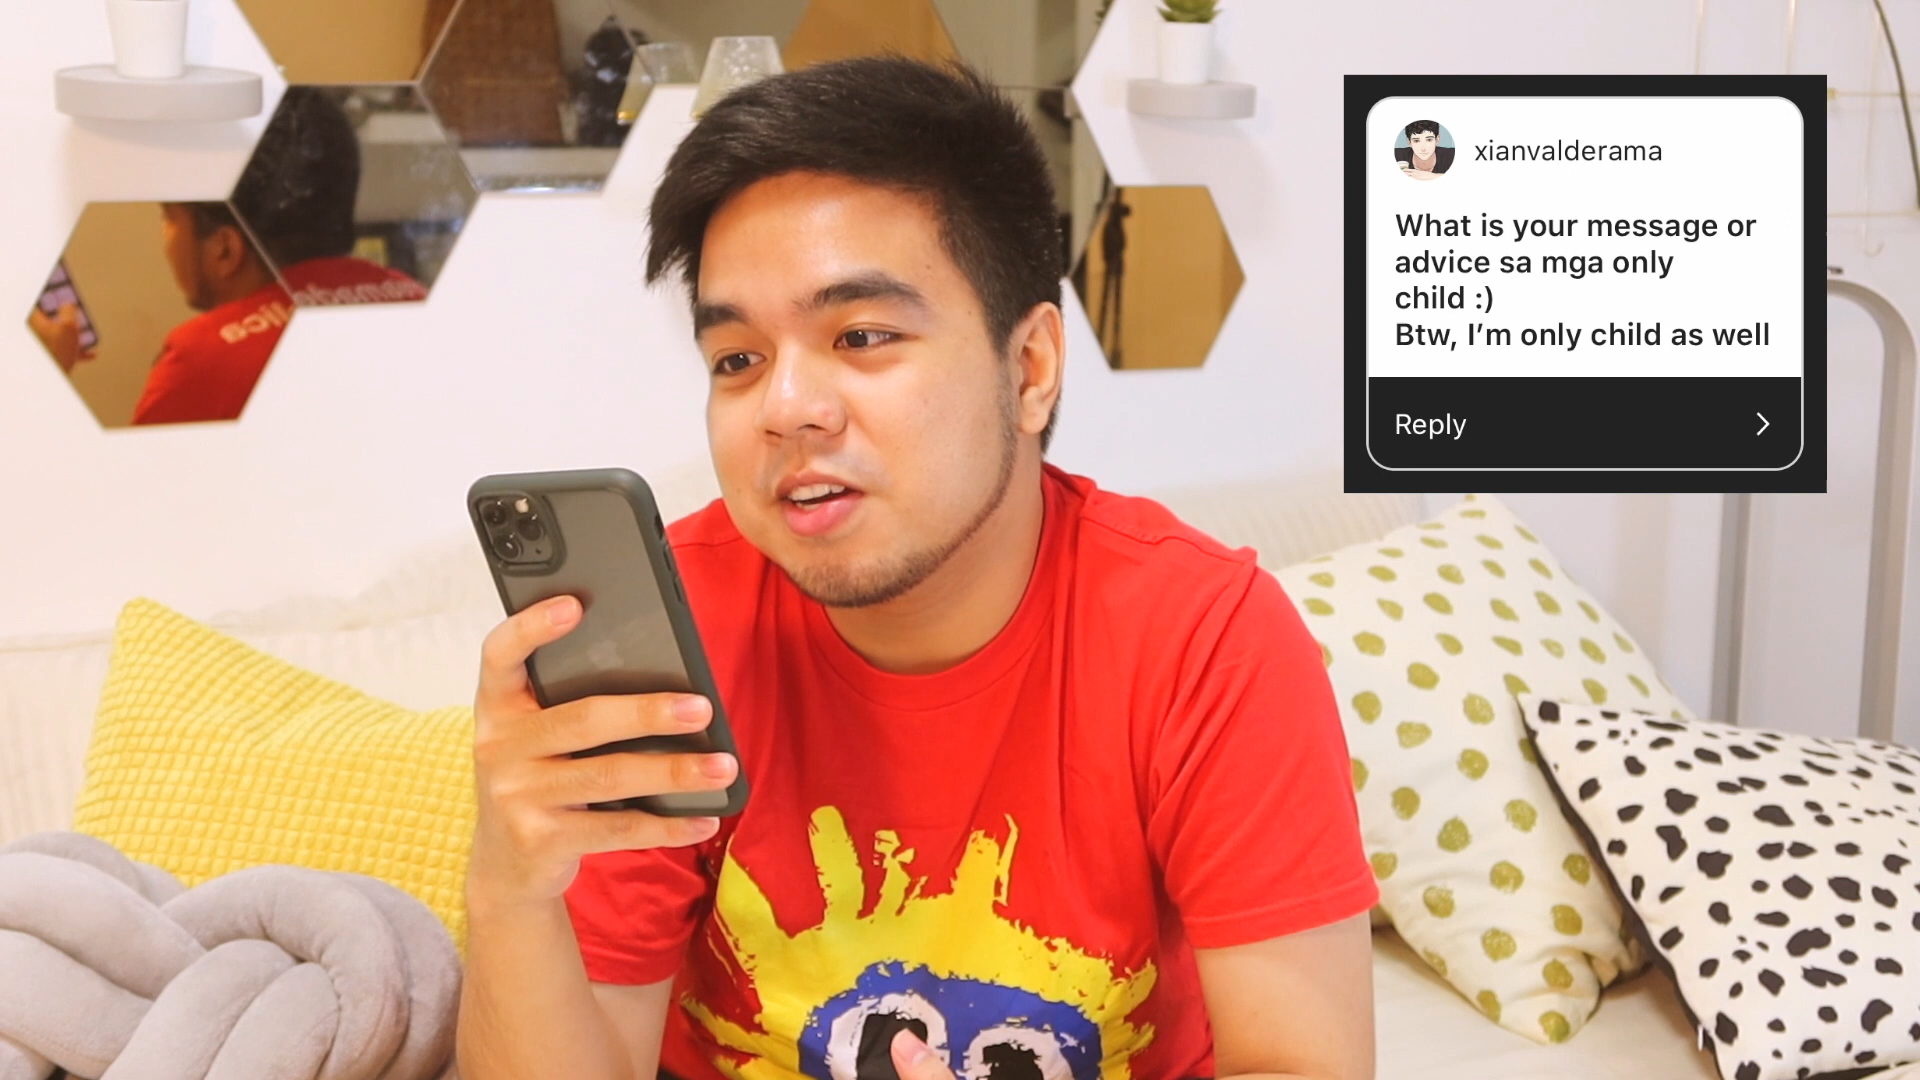 xianvalderama
What is your message or
advice sa mga only
child :)
Btw, I’m only child as well
Reply